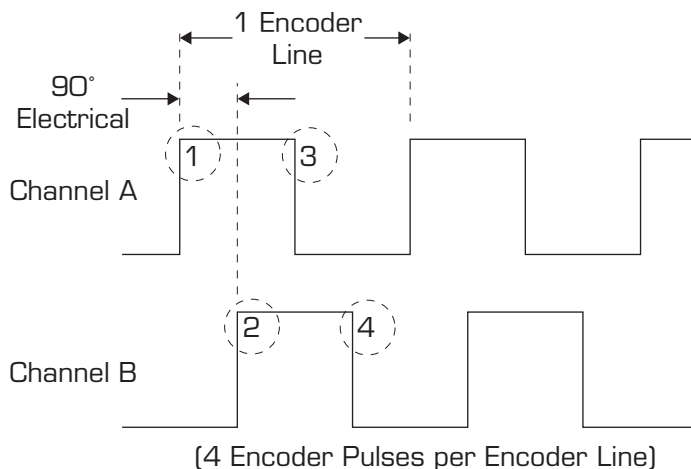 1 Encoder
Line
90°
Electrical
1
3
Channel A
2
4
Channel B
(4 Encoder Pulses per Encoder Line)